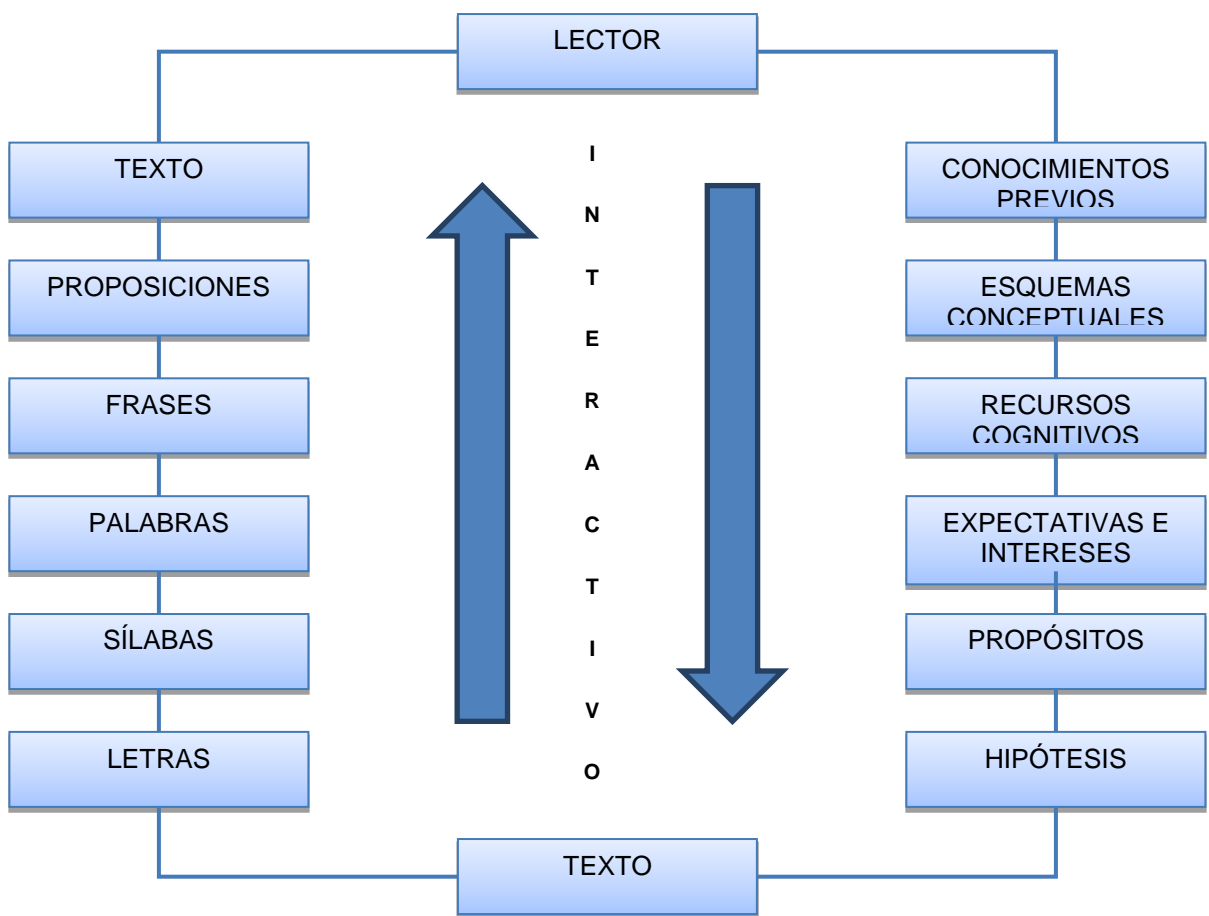 LECTOR
TEXTO
PROPOSICIONES
FRASES
PALABRAS
SÍLABAS
LETRAS
I
N
T
E
R
A
C
T
I
V
O
CONOCIMIENTOS
PREVIOS
ESQUEMAS
CONCEPTUALES
RECURSOS
COGNITIVOS
EXPECTATIVAS E
INTERESES
PROPÓSITOS
HIPÓTESIS
TEXTO